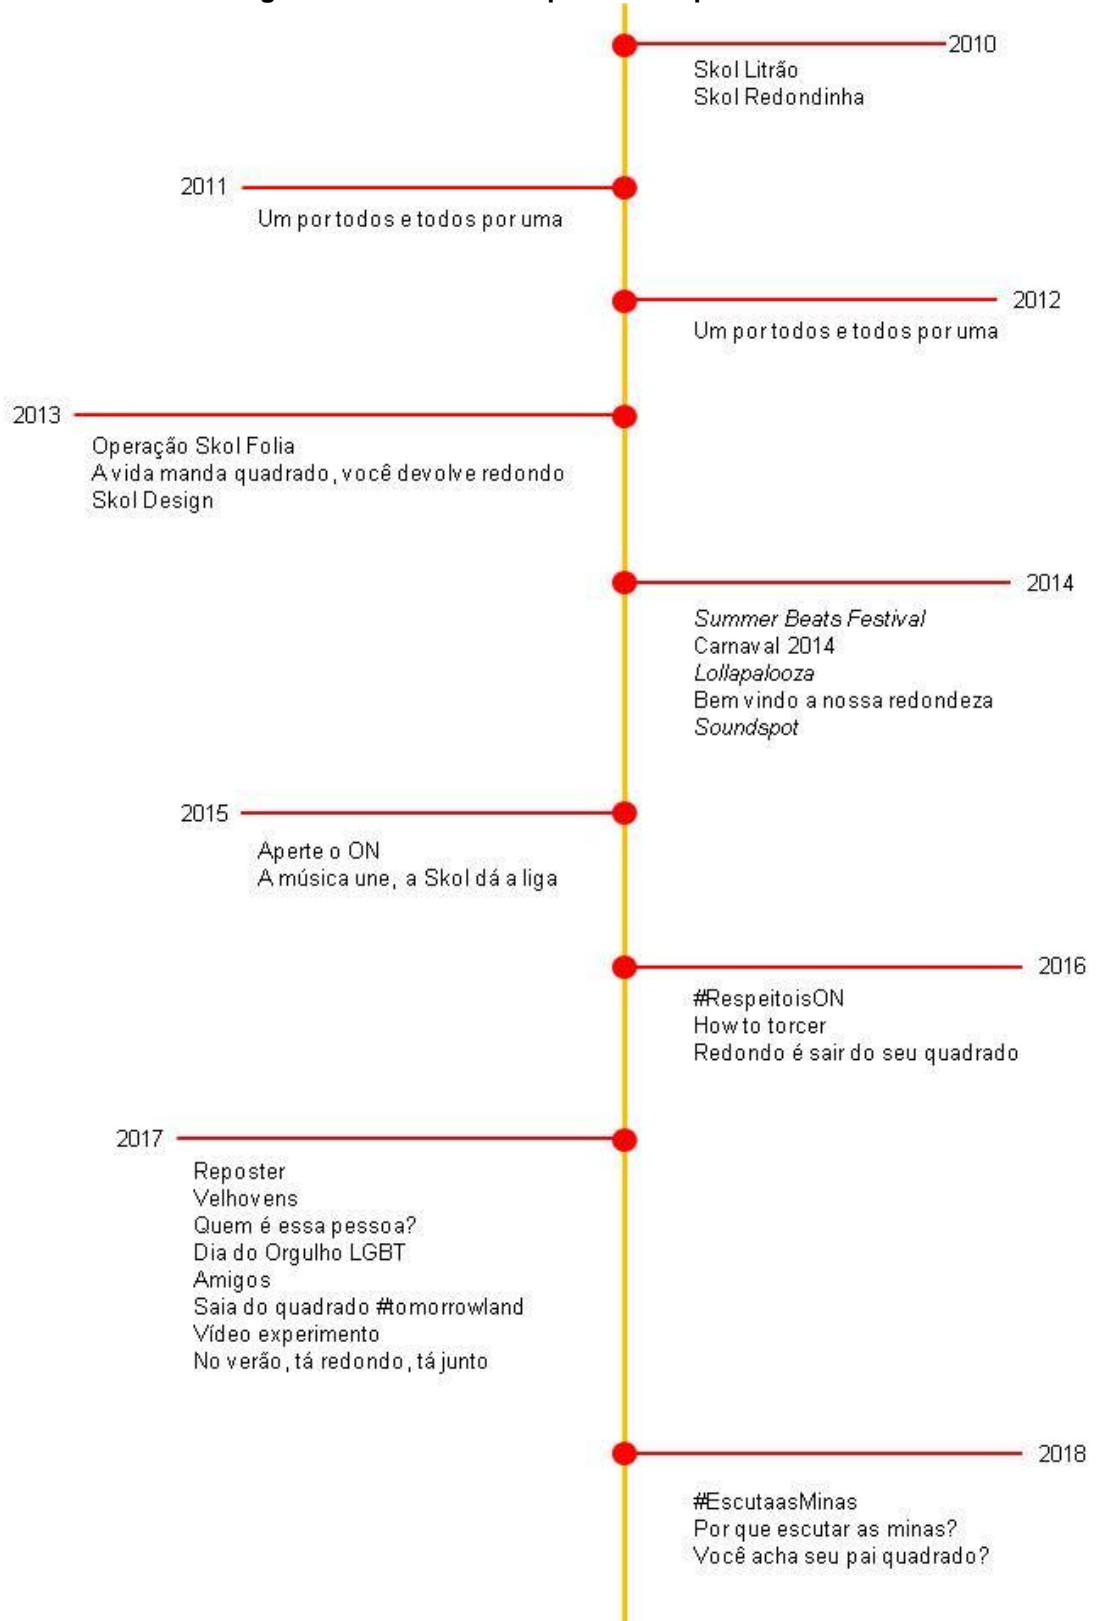 2010
Skol Litrão
Skol Redondinha
2011
Um por todos e todos por uma
2012
Um por todos e todos por uma
2013
Operação Skol Folia
A vida manda quadrado, você devolve redondo
Skol Design
2014
Summer Beats Festival
Carnaval 2014
Lollapalooza
Bem vindo a nossa redondeza
Soundspot
2015
Aperte o ON
A música une, a Skol dá a liga
2016
#RespeitoisON
How to torcer
Redondo é sair do seu quadrado
2017
Reposter
Velhovens
Quem é essa pessoa?
Dia do Orgulho LGBT
Amigos
Saia do quadrado #tomorrowland
Vídeo experimento
No verão, tá redondo, tá junto
2018
#EscutaasMinas
Por que escutar as minas?
Você acha seu pai quadrado?